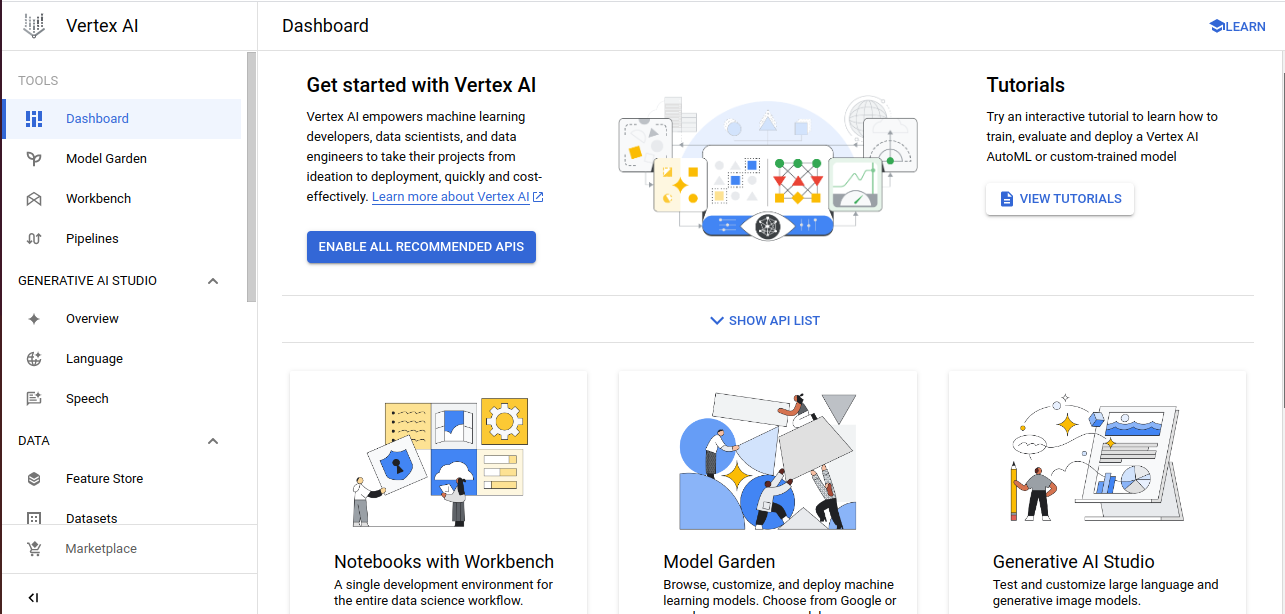 Vertex AI
Dashboard
LEARN
TOOLS
Dashboard
Model Garden
Workbench
Pipelines
GENERATIVE AI STUDIO
Overview
Language
Speech
DATA
Feature Store
Datasets
Marketplace
Get started with Vertex AI
Vertex AI empowers machine learning
developers, data scientists, and data
engineers to take their projects from
ideation to deployment, quickly and cost-
effectively. Learn more about Vertex AI
ENABLE ALL RECOMMENDED APIS
Tutorials
Try an interactive tutorial to learn how to
train, evaluate and deploy a Vertex AI
AutoML or custom-trained model
VIEW TUTORIALS
SHOW API LIST
Notebooks with Workbench
A single development environment for
the entire data science workflow.
Model Garden
Browse, customize, and deploy machine
learning models. Choose from Google or
Generative AI Studio
Test and customize large language and
generative image models.